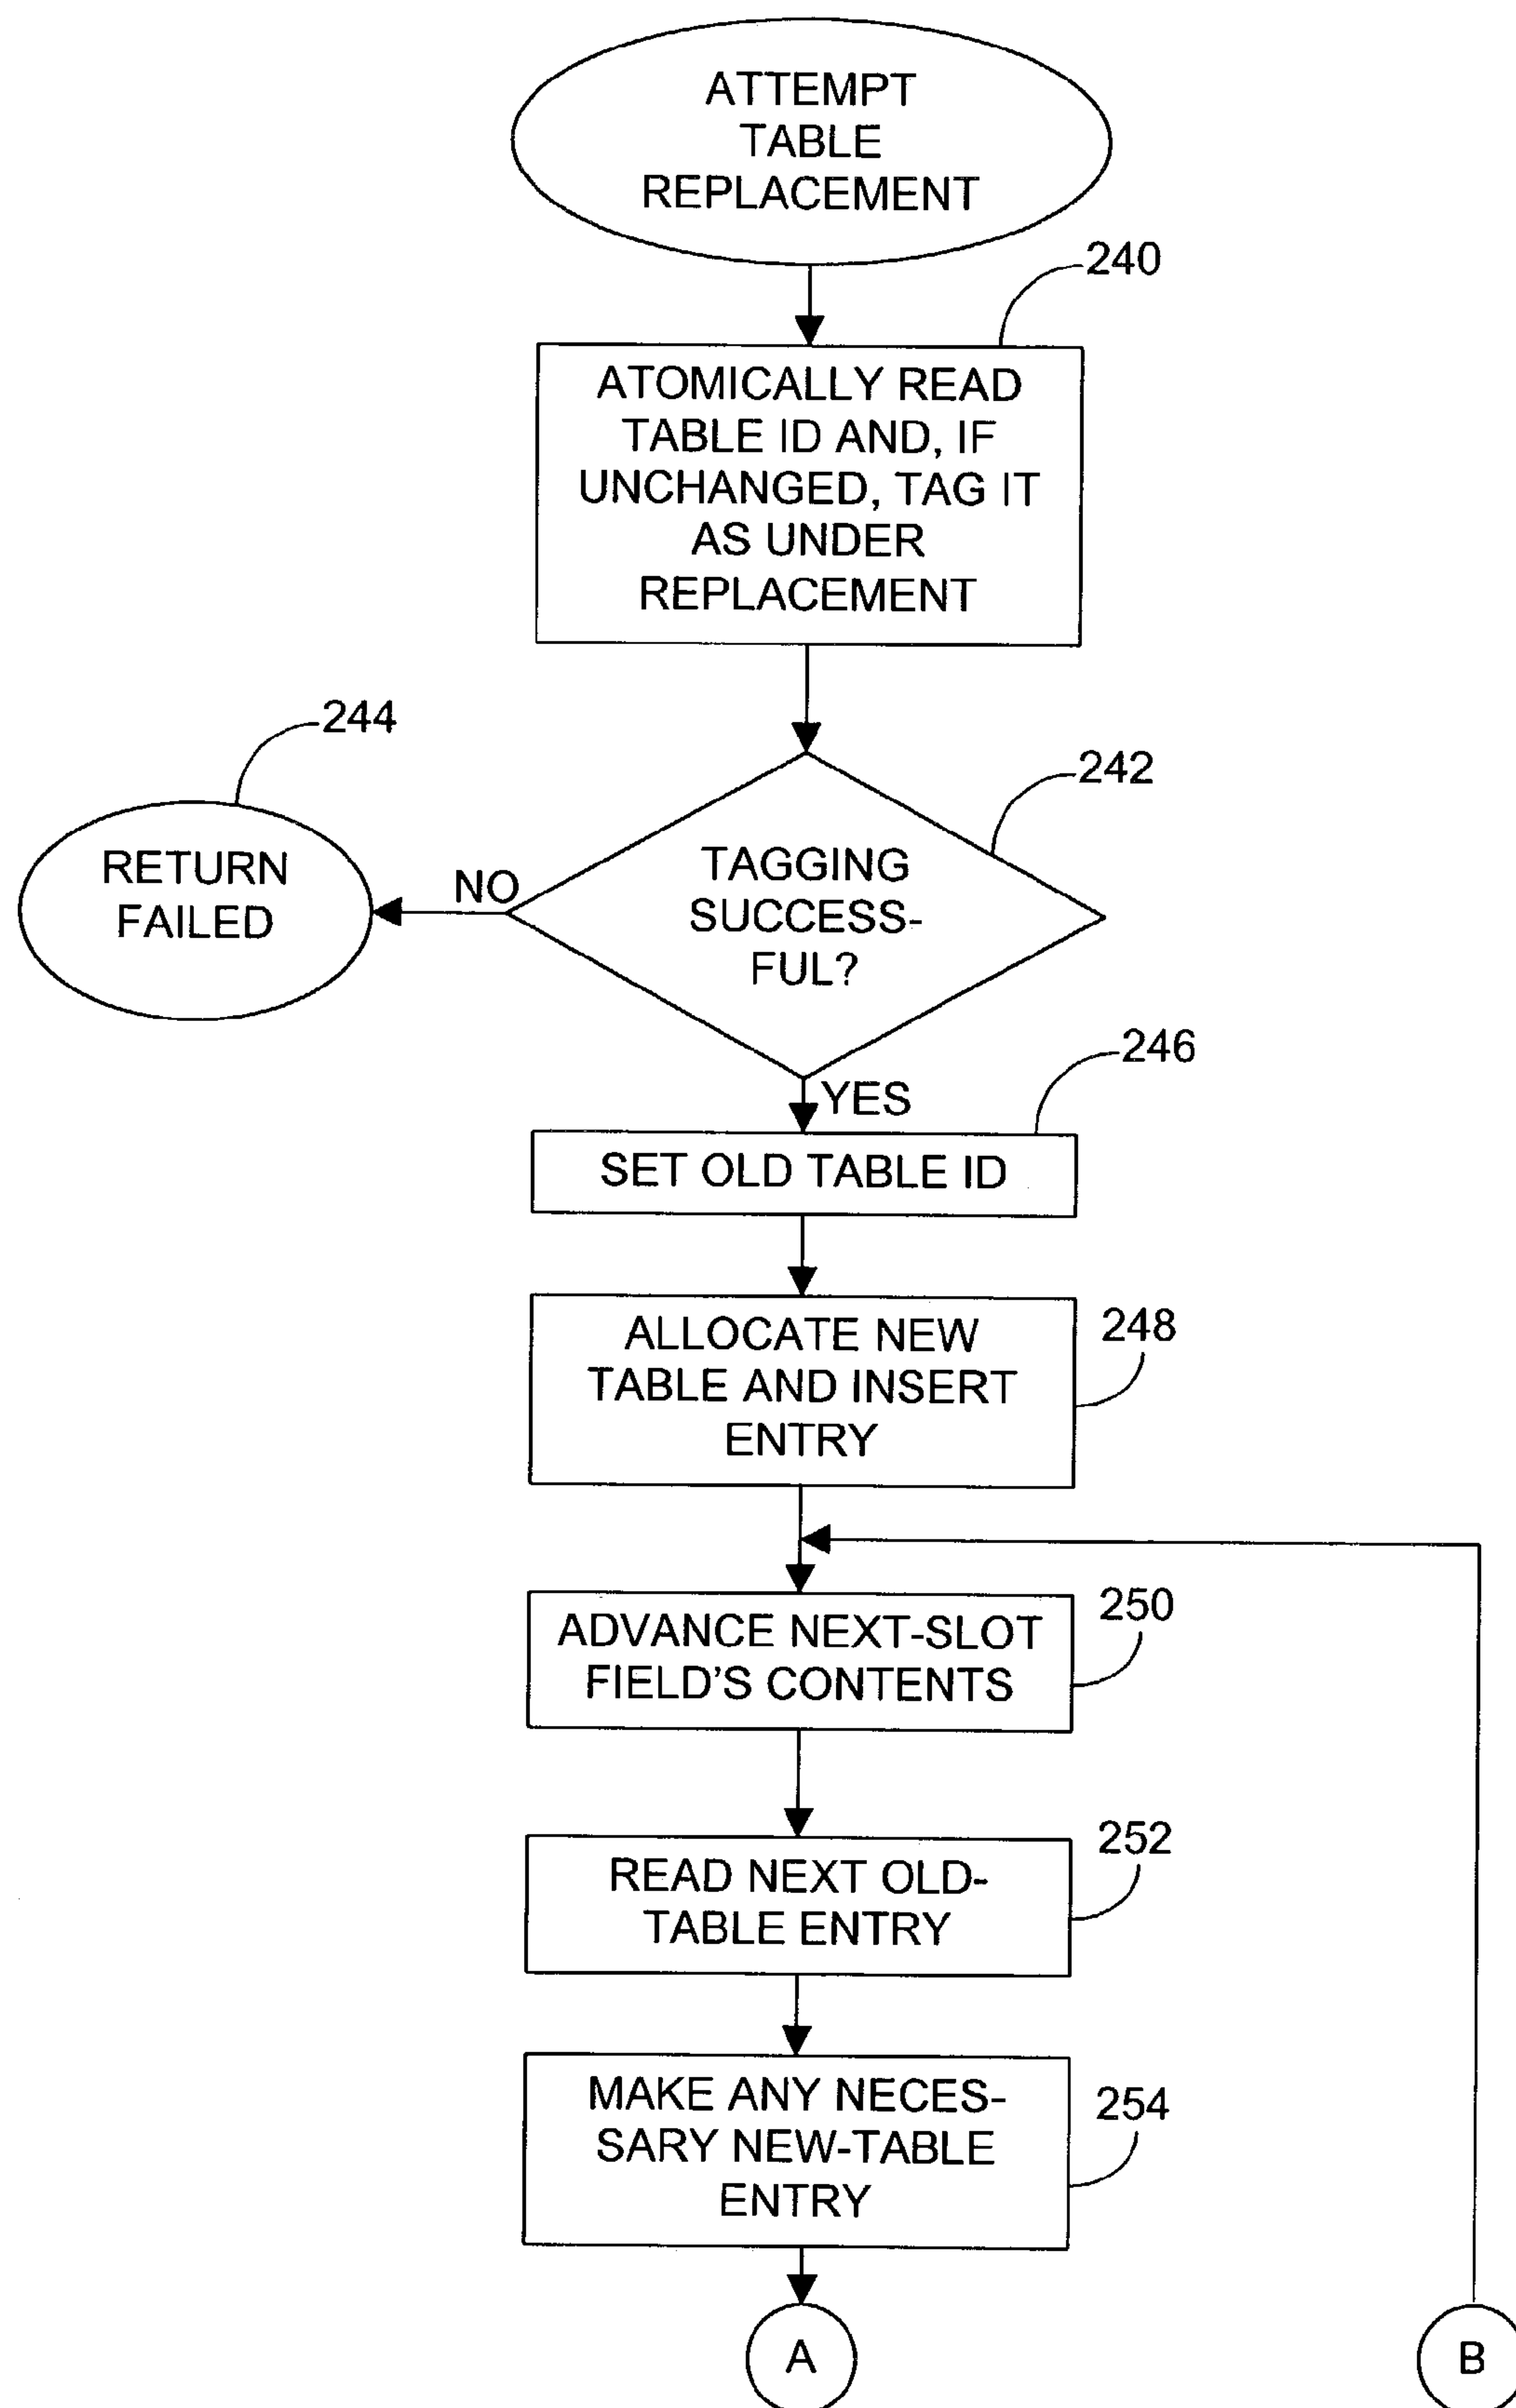 ATTEMPT
TABLE
REPLACEMENT
240
ATOMICALLY READ
TABLE ID AND, IF
UNCHANGED, TAG IT
AS UNDER
REPLACEMENT
244
242
RETURN
FAILED
NO
TAGGING
SUCCESS-
FUL?
246
YES
SET OLD TABLE ID
248
ALLOCATE NEW
TABLE AND INSERT
ENTRY
250
ADVANCE NEXT-SLOT
FIELD'S CONTENTS
252
READ NEXT OLD-
TABLE ENTRY
254
MAKE ANY NECES-
SARY NEW-TABLE
ENTRY
A
B